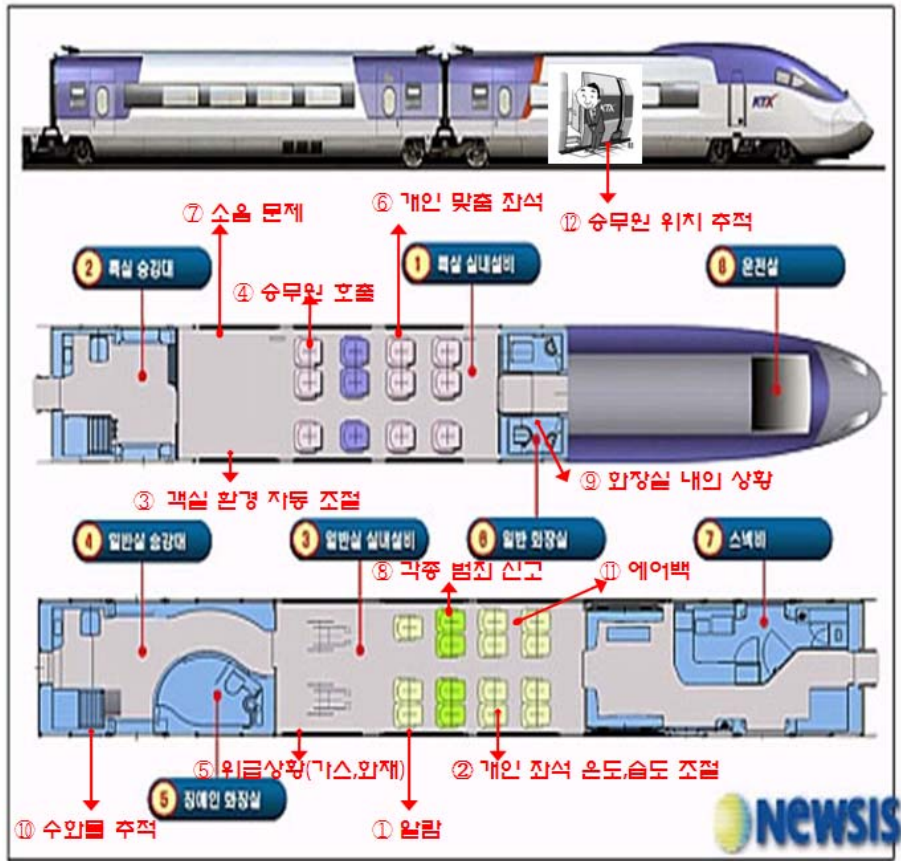 KTX
KTX
⑦ 소음 문제
⑥ 개인 맞춤 좌석
⑫ 승무원 위치 추적
2 특실 승강대
④ 승무원 호출
1 특실 실내설비
8 운전실
③ 객실 환경 자동 조절
⑨ 화장실 내의 상황
4 일반실 승강대
3 일반실 실내설비
6 일반 화장실
7 스넥비
⑧ 각종 범죄 신고
⑪ 에어백
⑤ 위급상황(가스,화재)
② 개인 좌석 온도,습도 조절
5 장애인 화장실
⑩ 수화물 추적
① 알람
NEWSIS